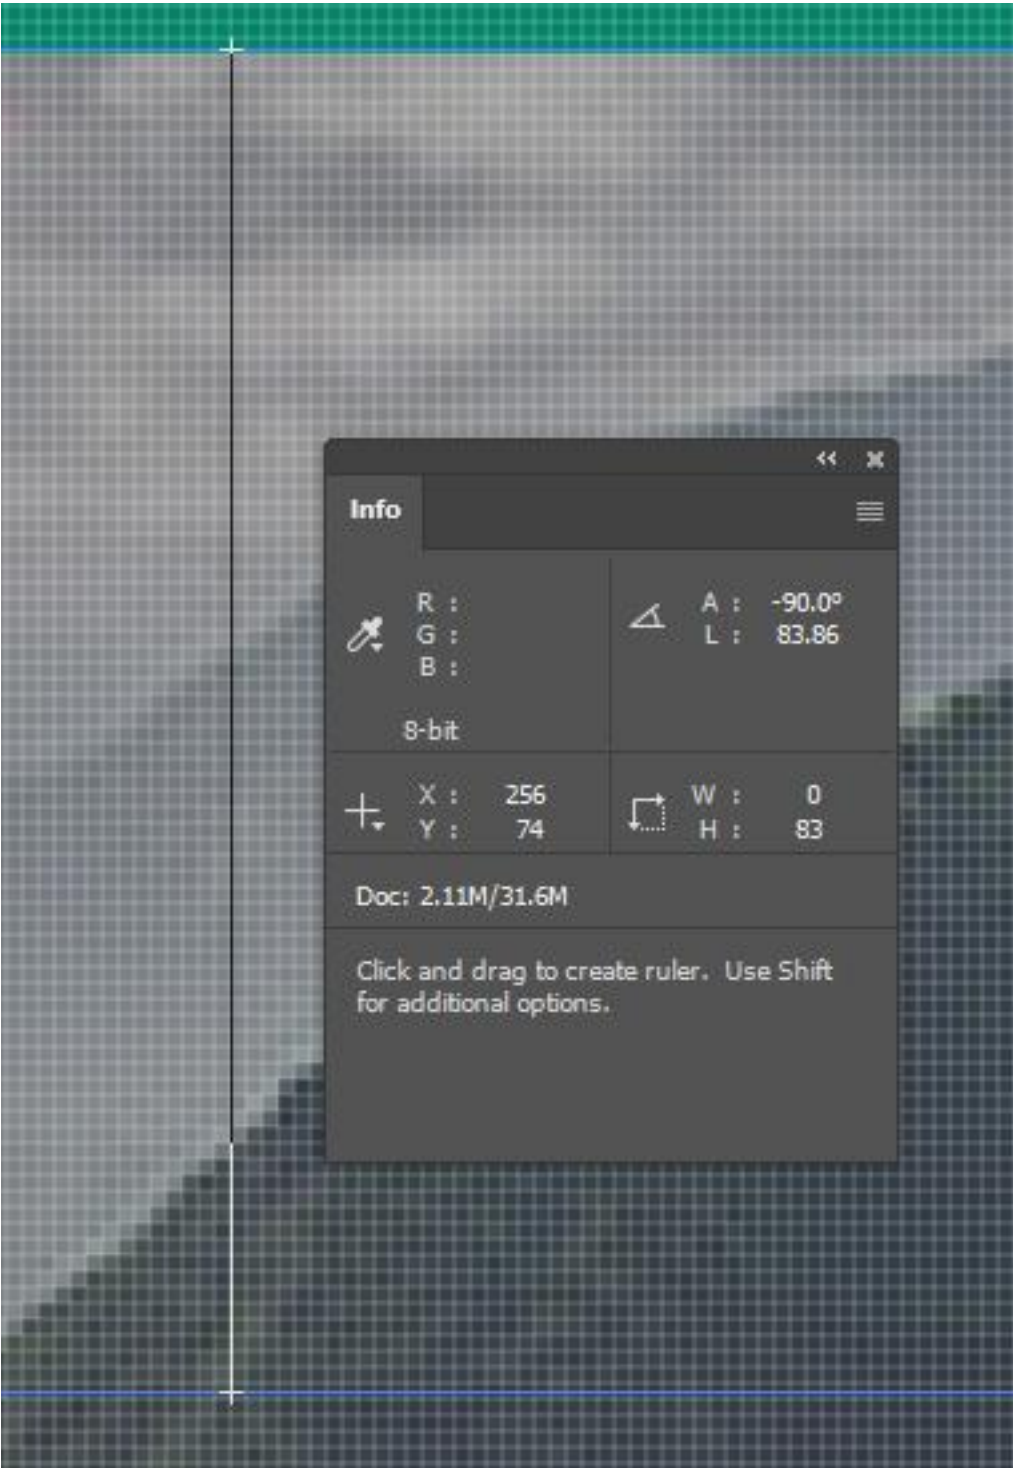 Info
R :
G :
B :
8-bit
A : -90.0º
L : 83.86
X : 256
Y : 74
W : 0
H : 83
Doc: 2.11M/31.6M
Click and drag to create ruler.  Use Shift
for additional options.